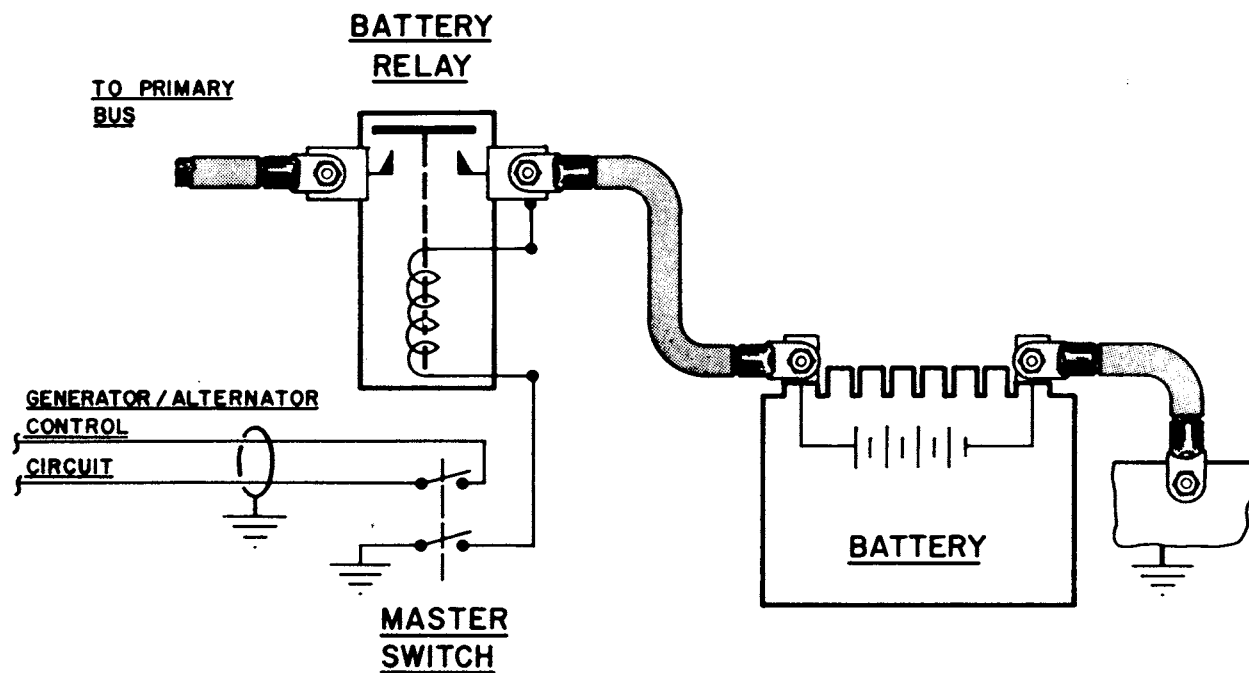 BATTERY
RELAY
TO PRIMARY
BUS
GENERATOR/ALTERNATOR
CONTROL
CIRCUIT
BATTERY
MASTER
SWITCH